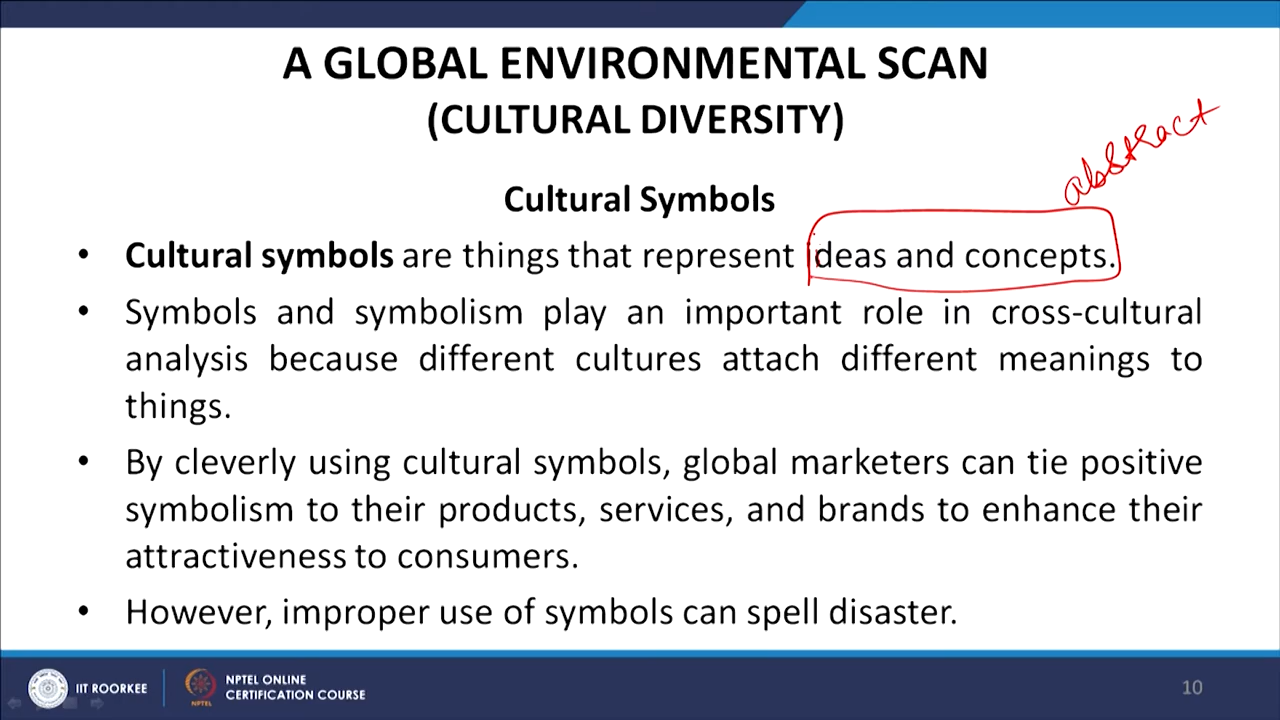 A GLOBAL ENVIRONMENTAL SCAN
(CULTURAL DIVERSITY)
abstract
Cultural Symbols
• Cultural symbols are things that represent ideas and concepts.
• Symbols and symbolism play an important role in cross-cultural
analysis because different cultures attach different meanings to
things.
• By cleverly using cultural symbols, global marketers can tie positive
symbolism to their products, services, and brands to enhance their
attractiveness to consumers.
• However, improper use of symbols can spell disaster.
IIT ROORKEE
NPTEL
NPTEL ONLINE
CERTIFICATION COURSE
10